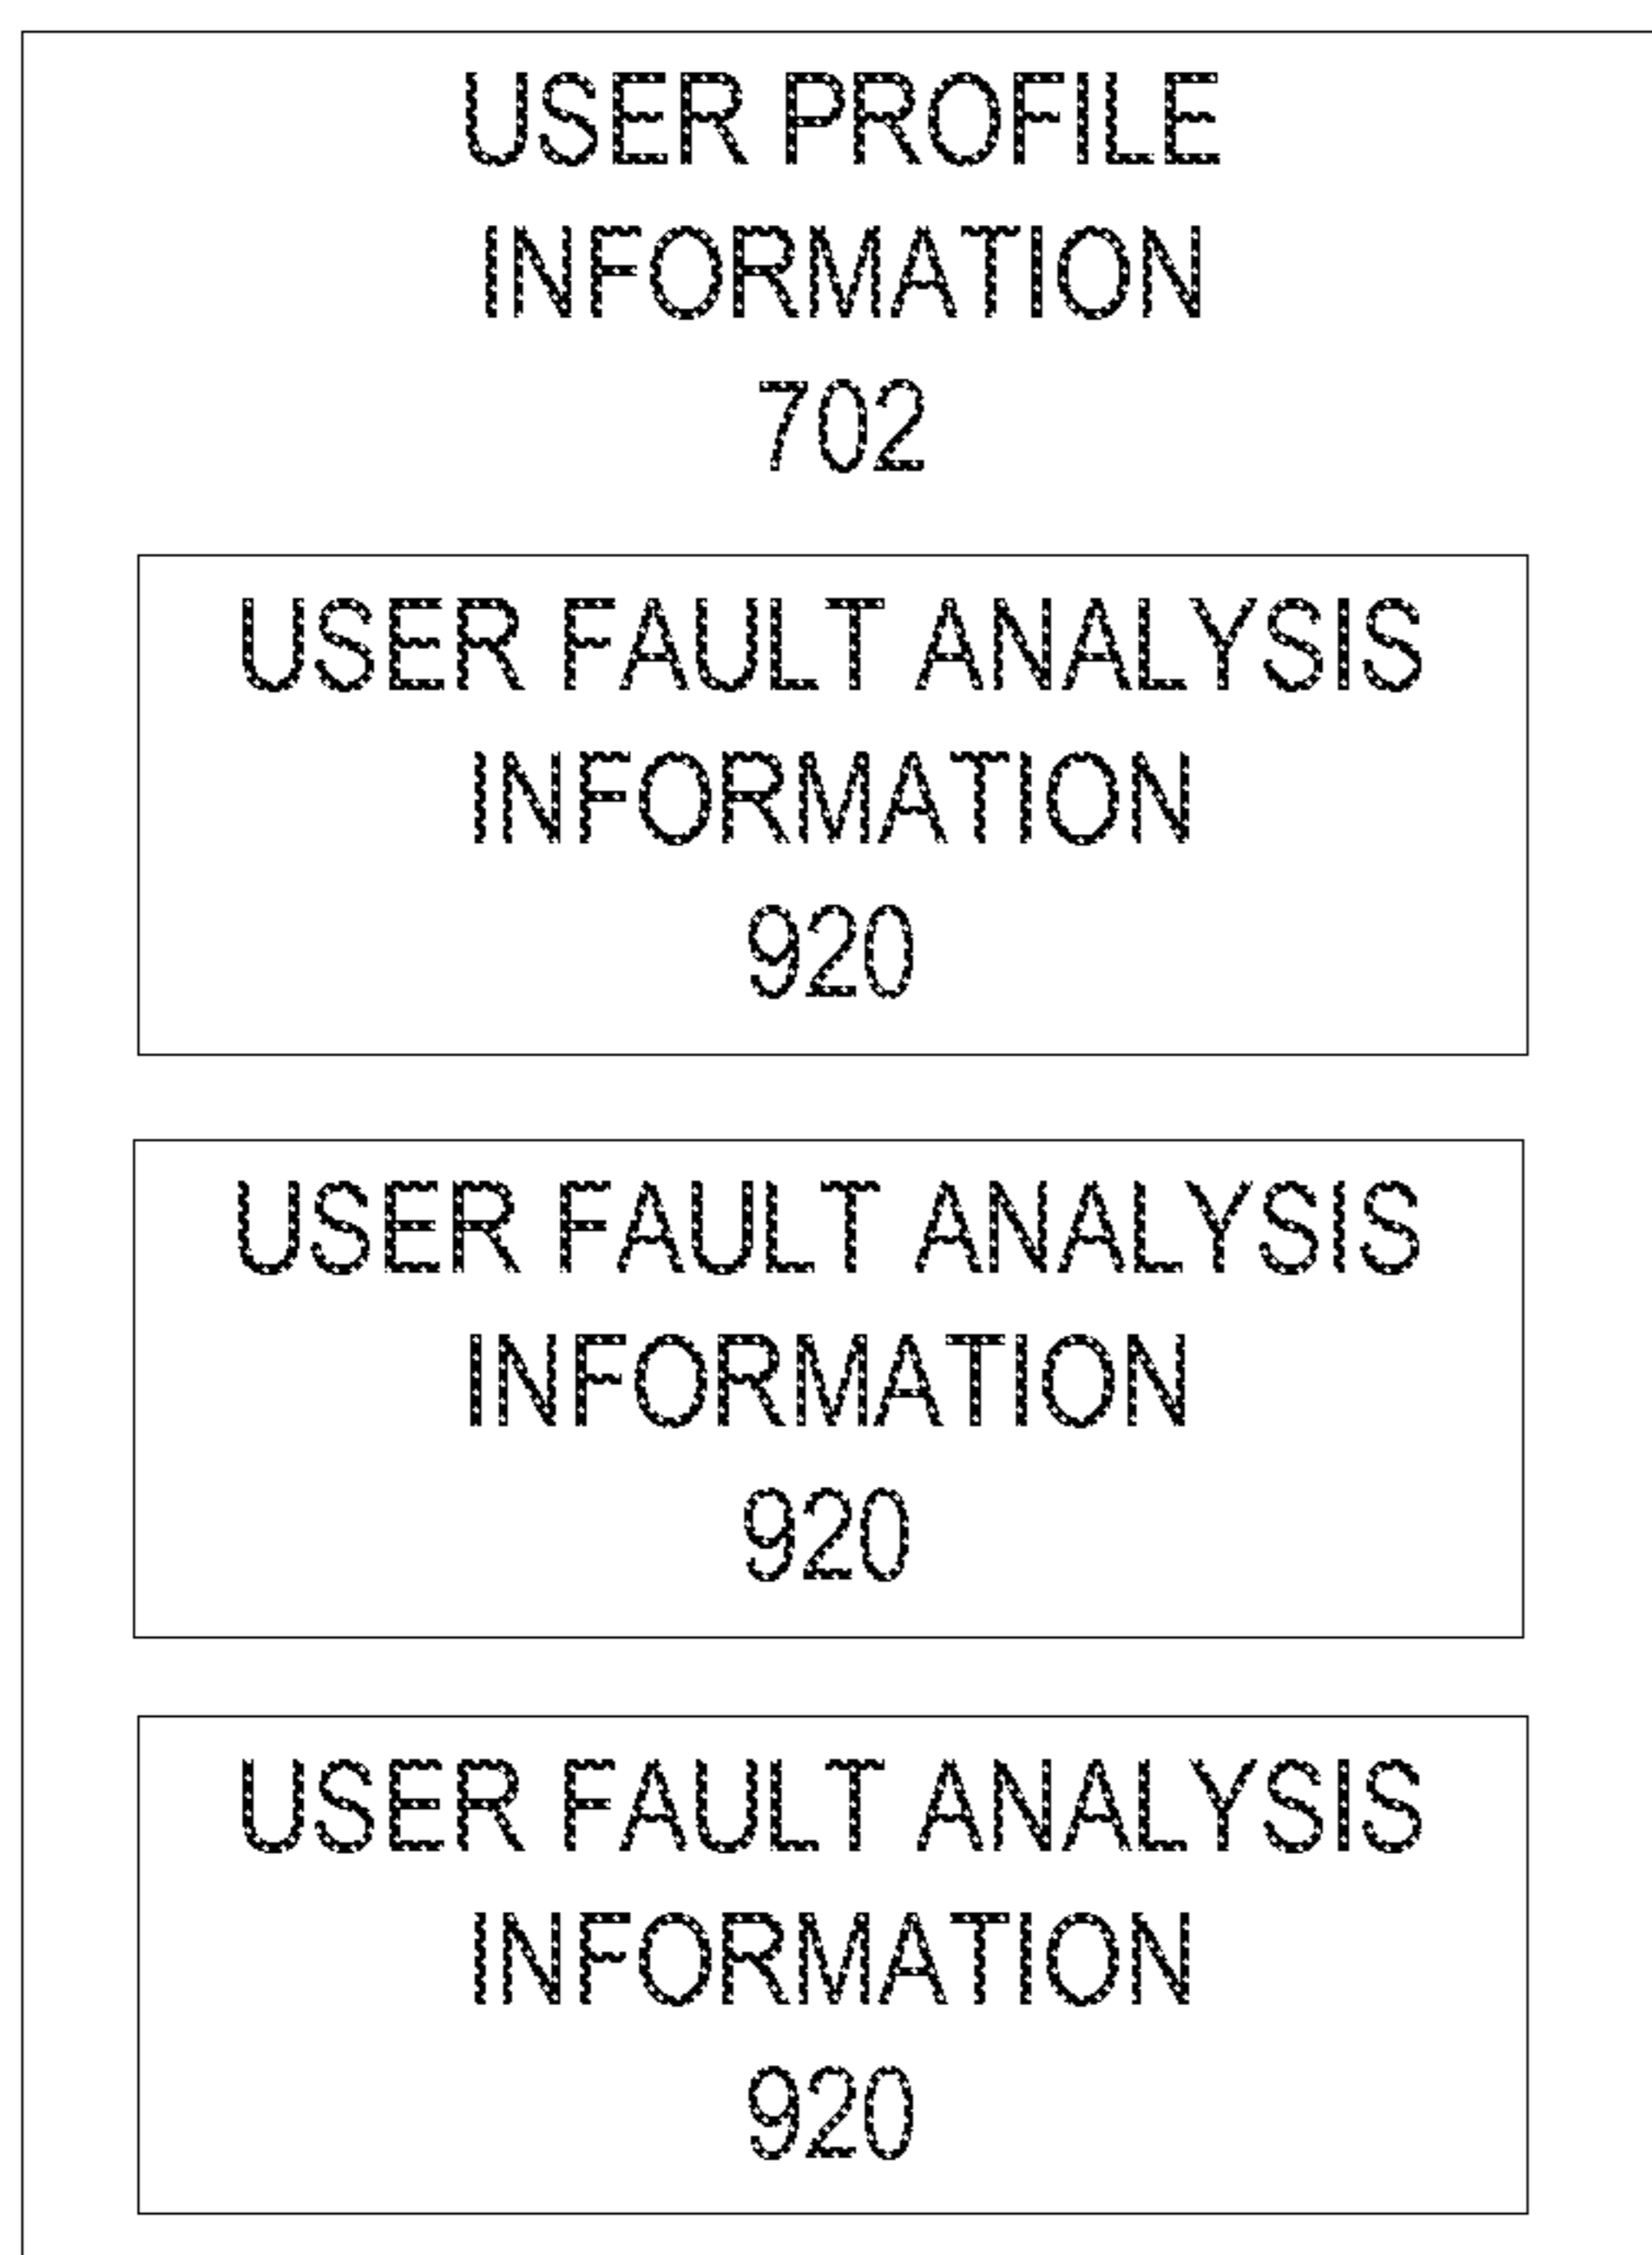 USER PROFILE
INFORMATION
702
USER FAULT ANALYSIS
INFORMATION
920
USER FAULT ANALYSIS
INFORMATION
920
USER FAULT ANALYSIS
INFORMATION
920